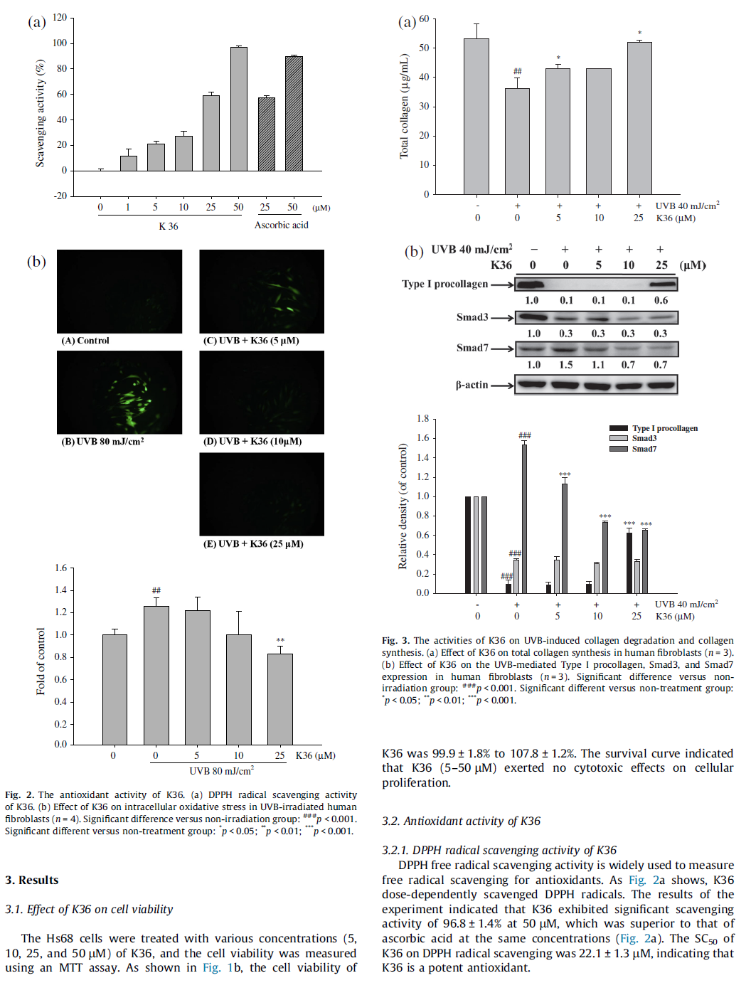 (a)
120
100
80
60
40
20
0
-20
Scavenging activity (%)
0 1 5 10 25 50 25 50 (μM)
K 36 Ascorbic acid
(b)
(A) Control
(C) UVB + K36 (5 μM)
(B) UVB 80 mJ/cm²
(D) UVB + K36 (10μM)
(E) UVB + K36 (25 μM)
1.6
1.4
1.2
1.0
0.8
0.6
0.4
0.2
0.0
Fold of control
##
**
0 0 5 10 25 K36 (μM)
UVB 80 mJ/cm²
Fig. 2. The antioxidant activity of K36. (a) DPPH radical scavenging activity
of K36. (b) Effect of K36 on intracellular oxidative stress in UVB-irradiated human
fibroblasts (n = 4). Significant difference versus non-irradiation group: ###p < 0.001.
Significant different versus non-treatment group: *p < 0.05; **p < 0.01; ***p < 0.001.
3. Results
3.1. Effect of K36 on cell viability
The Hs68 cells were treated with various concentrations (5,
10, 25, and 50 μM) of K36, and the cell viability was measured
using an MTT assay. As shown in Fig. 1b, the cell viability of
(a)
60
50
40
30
20
10
0
Total collagen (μg/mL)
##
*
*
- + + + + UVB 40 mJ/cm²
0 0 5 10 25 K36 (μM)
(b)
UVB 40 mJ/cm² − + + + +
K36 0 0 5 10 25 (μM)
Type I procollagen
1.0 0.1 0.1 0.1 0.6
Smad3
1.0 0.3 0.3 0.3 0.3
Smad7
1.0 1.5 1.1 0.7 0.7
β-actin
1.8
1.6
1.4
1.2
1.0
0.8
0.6
0.4
0.2
0.0
Relative density (of control)
Type I procollagen
Smad3
Smad7
###
###
###
***
***
***
***
- + + + + UVB 40 mJ/cm²
0 0 5 10 25 K36 (μM)
Fig. 3. The activities of K36 on UVB-induced collagen degradation and collagen
synthesis. (a) Effect of K36 on total collagen synthesis in human fibroblasts (n = 3).
(b) Effect of K36 on the UVB-mediated Type I procollagen, Smad3, and Smad7
expression in human fibroblasts (n = 3). Significant difference versus non-
irradiation group: ###p < 0.001. Significant different versus non-treatment group:
*p < 0.05; **p < 0.01; ***p < 0.001.
K36 was 99.9 ± 1.8% to 107.8 ± 1.2%. The survival curve indicated
that K36 (5–50 μM) exerted no cytotoxic effects on cellular
proliferation.
3.2. Antioxidant activity of K36
3.2.1. DPPH radical scavenging activity of K36
DPPH free radical scavenging activity is widely used to measure
free radical scavenging for antioxidants. As Fig. 2a shows, K36
dose-dependently scavenged DPPH radicals. The results of the
experiment indicated that K36 exhibited significant scavenging
activity of 96.8 ± 1.4% at 50 μM, which was superior to that of
ascorbic acid at the same concentrations (Fig. 2a). The SC50 of
K36 on DPPH radical scavenging was 22.1 ± 1.3 μM, indicating that
K36 is a potent antioxidant.